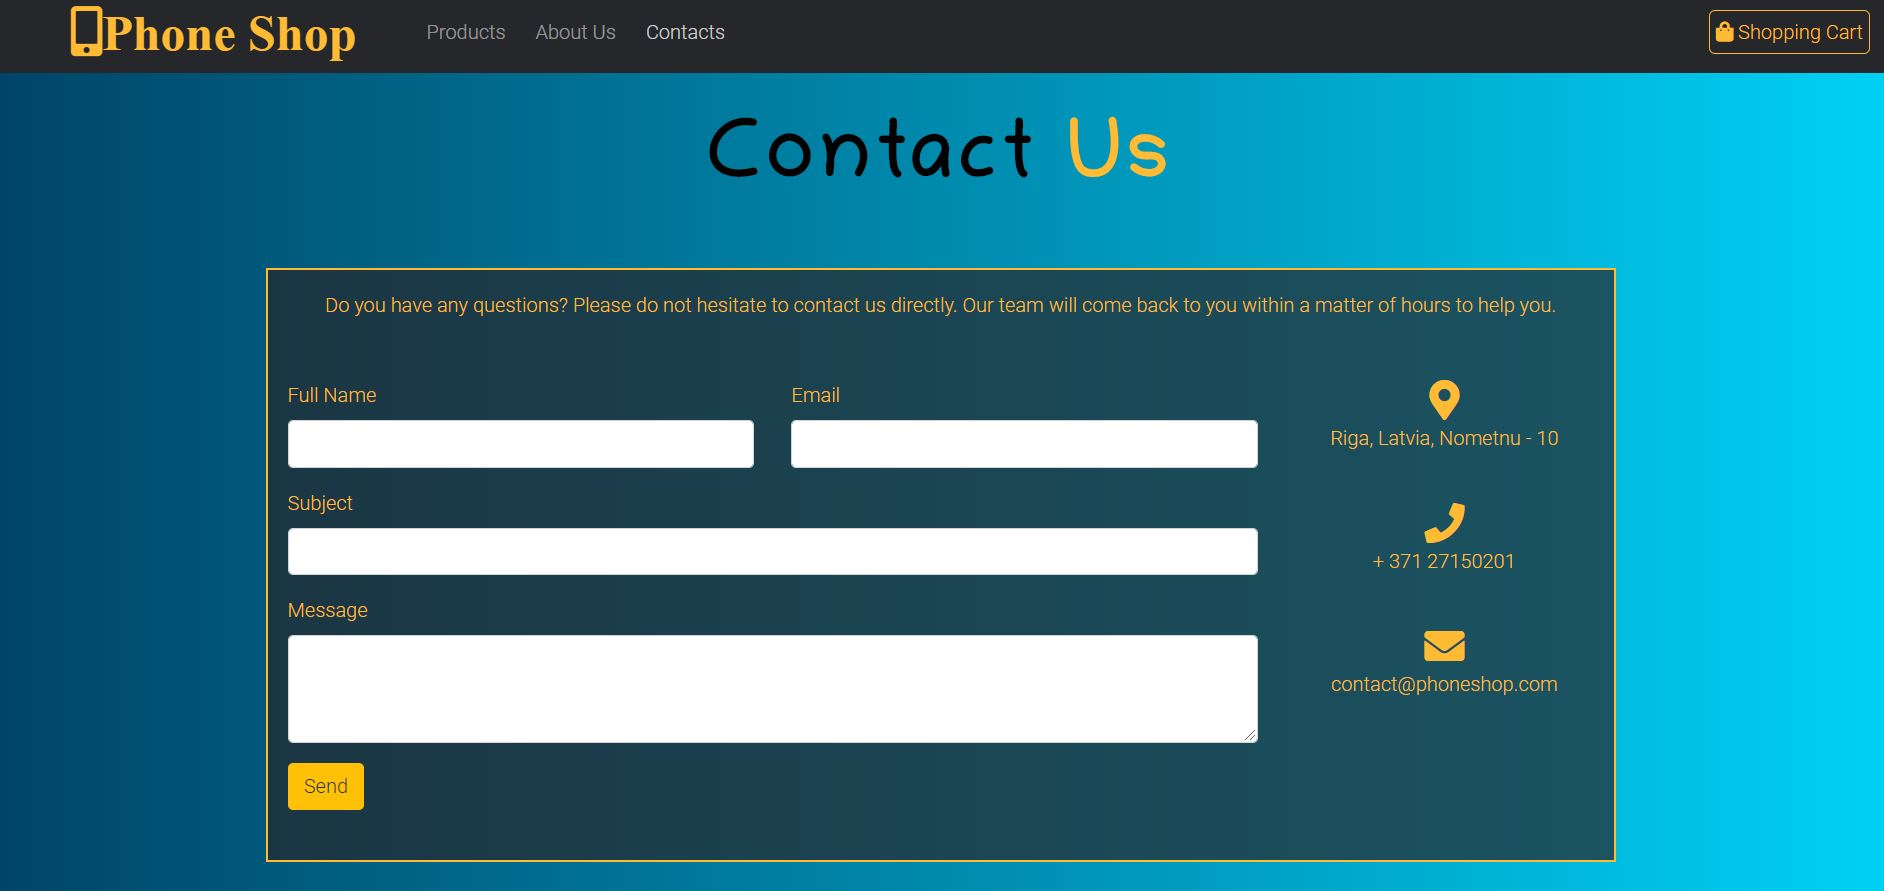 Phone Shop
Products
About Us
Contacts
Shopping Cart
Contact Us
Do you have any questions? Please do not hesitate to contact us directly. Our team will come back to you within a matter of hours to help you.
Full Name
Email
Riga, Latvia, Nometnu - 10
Subject
+ 371 27150201
Message
contact@phoneshop.com
Send